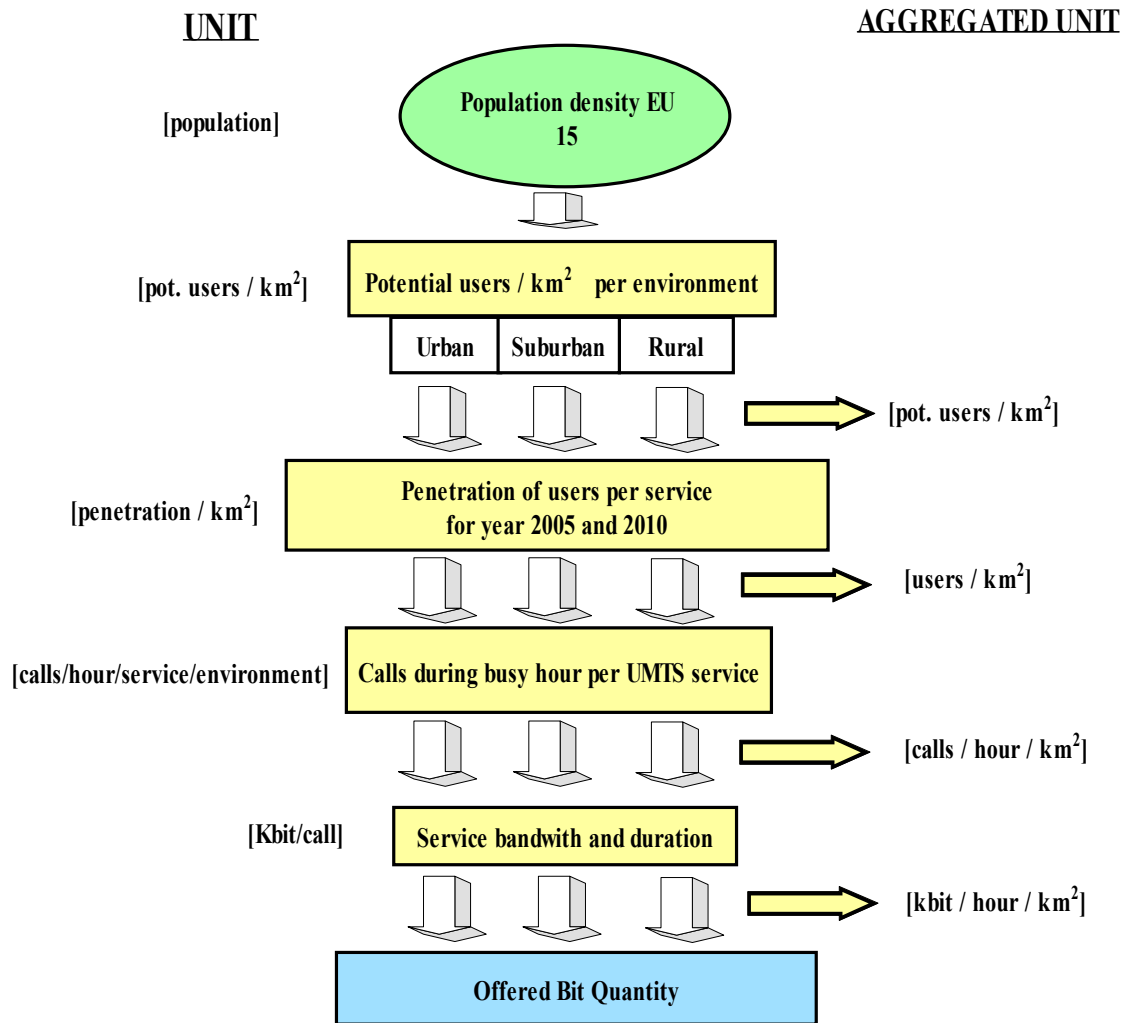 UNIT
AGGREGATED UNIT
[population]
Population density EU
15
[pot. users / km²]
Potential users / km² per environment
Urban
Suburban
Rural
[pot. users / km²]
[penetration / km²]
Penetration of users per service
for year 2005 and 2010
[users / km²]
[calls/hour/service/environment]
Calls during busy hour per UMTS service
[calls / hour / km²]
[Kbit/call]
Service bandwith and duration
[kbit / hour / km²]
Offered Bit Quantity